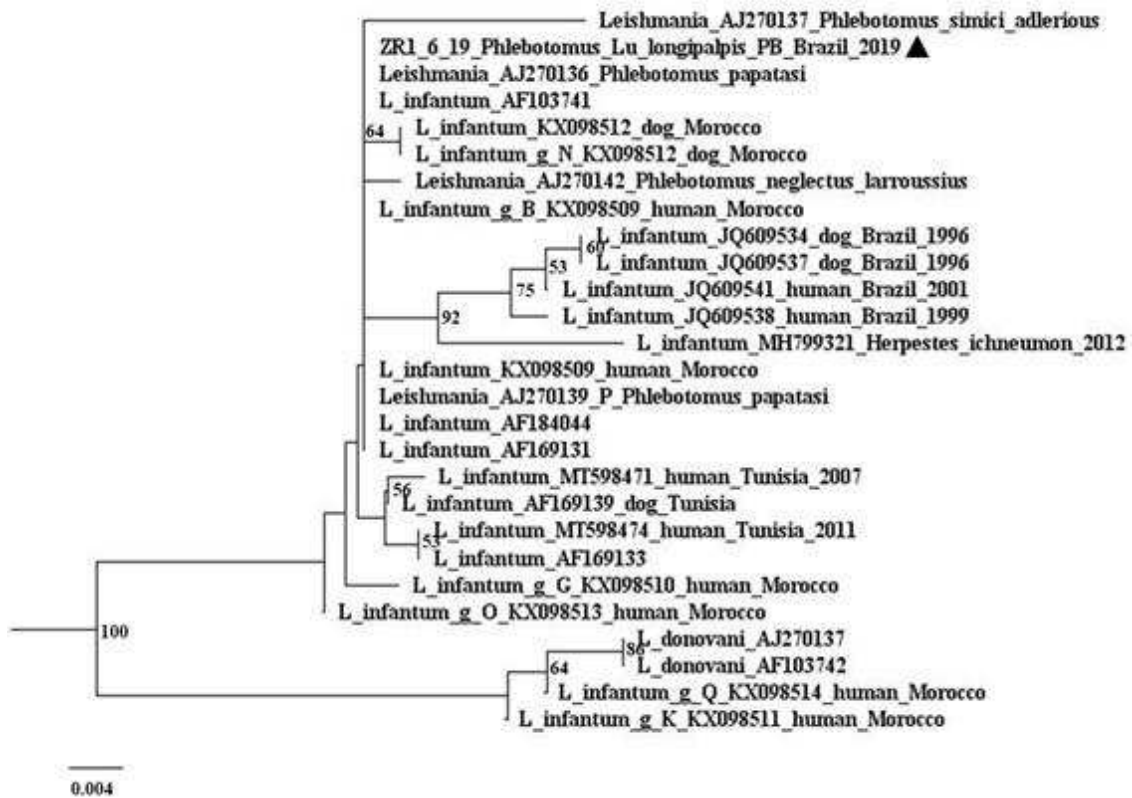 Leishmania_AJ270137_Phlebotomus_simici_adlerious
ZR1_6_19_Phlebotomus_Lu_longipalpis_PB_Brazil_2019
Leishmania_AJ270136_Phlebotomus_papatasi
L_infantum_AF103741
64
L_infantum_KX098512_dog_Morocco
L_infantum_g_N_KX098512_dog_Morocco
Leishmania_AJ270142_Phlebotomus_neglectus_larroussius
L_infantum_g_B_KX098509_human_Morocco
L_infantum_JQ609534_dog_Brazil_1996
60
L_infantum_JQ609537_dog_Brazil_1996
53
75
L_infantum_JQ609541_human_Brazil_2001
92
L_infantum_JQ609538_human_Brazil_1999
L_infantum_MH799321_Herpestes_ichneumon_2012
L_infantum_KX098509_human_Morocco
Leishmania_AJ270139_P_Phlebotomus_papatasi
L_infantum_AF184044
L_infantum_AF169131
L_infantum_MT598471_human_Tunisia_2007
56
L_infantum_AF169139_dog_Tunisia
L_infantum_MT598474_human_Tunisia_2011
53
L_infantum_AF169133
L_infantum_g_G_KX098510_human_Morocco
L_infantum_g_O_KX098513_human_Morocco
100
L_donovani_AJ270137
86
L_donovani_AF103742
64
L_infantum_g_Q_KX098514_human_Morocco
L_infantum_g_K_KX098511_human_Morocco
0.004